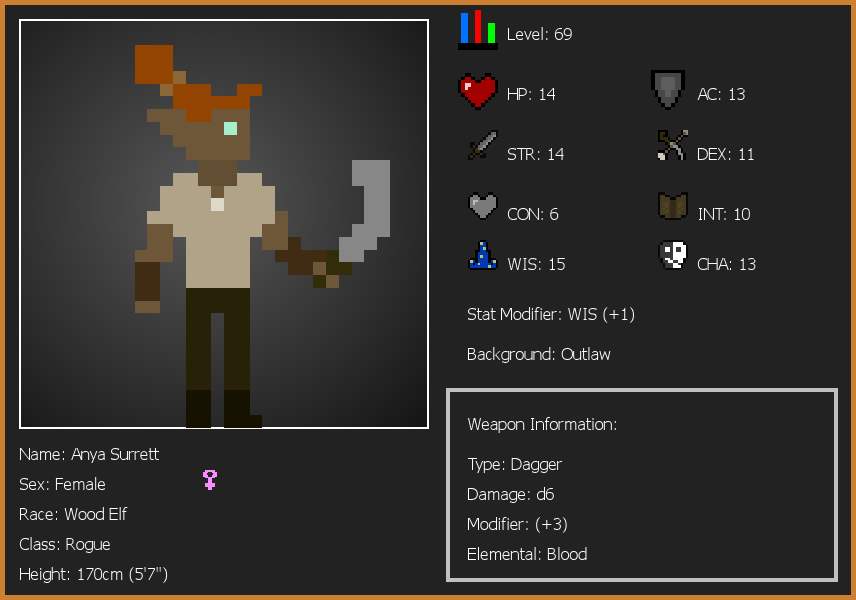 Level: 69
HP: 14
AC: 13
STR: 14
DEX: 11
CON: 6
INT: 10
WIS: 15
CHA: 13
Stat Modifier: WIS (+1)
Background: Outlaw
Weapon Information:
Type: Dagger
Damage: d6
Modifier: (+3)
Elemental: Blood
Name: Anya Surrett
Sex: Female
Race: Wood Elf
Class: Rogue
Height: 170cm (5'7")